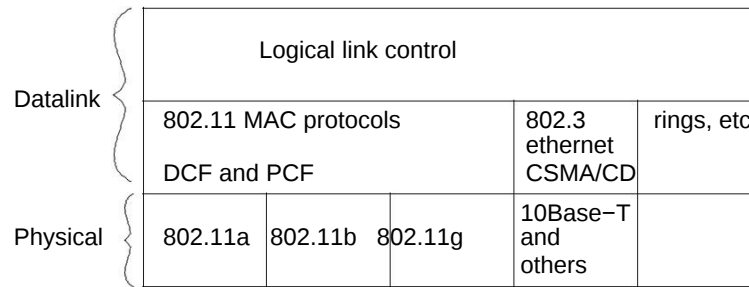 Logical link control
Datalink
802.11 MAC protocols
802.3
ethernet
CSMA/CD
rings, etc
DCF and PCF
Physical
802.11a
802.11b
802.11g
10Base−T
and
others